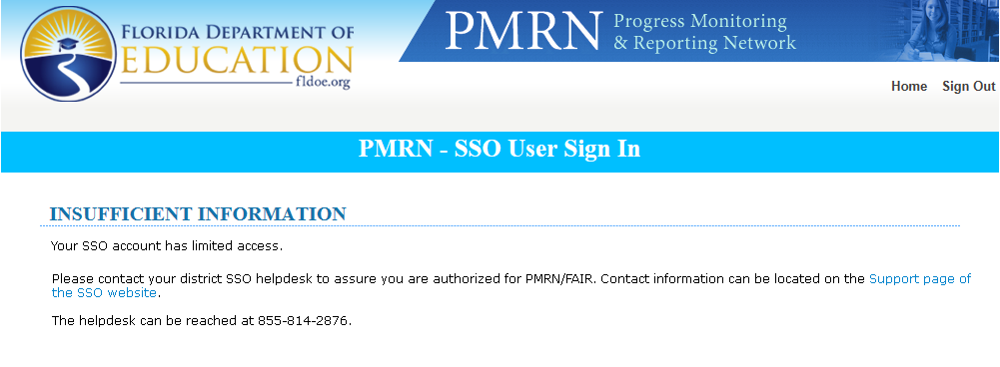 FLORIDA DEPARTMENT OF
EDUCATION
fldoe.org
PMRN Progress Monitoring
& Reporting Network
Home Sign Out
PMRN - SSO User Sign In
INSUFFICIENT INFORMATION
Your SSO account has limited access.
Please contact your district SSO helpdesk to assure you are authorized for PMRN/FAIR. Contact information can be located on the Support page of
the SSO website.
The helpdesk can be reached at 855-814-2876.